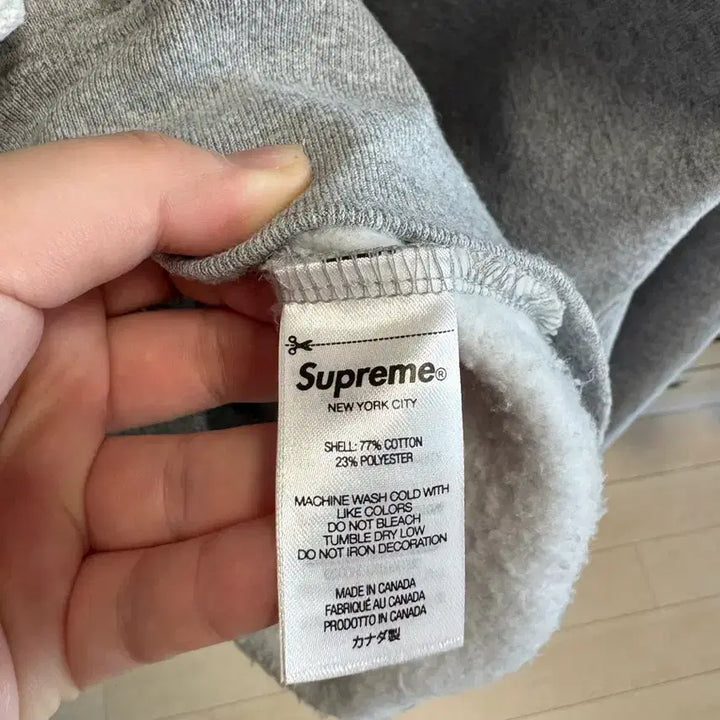 Supreme®
NEW YORK CITY
SHELL: 77% COTTON
23% POLYESTER
MACHINE WASH COLD WITH
LIKE COLORS
DO NOT BLEACH
TUMBLE DRY LOW
DO NOT IRON DECORATION
MADE IN CANADA
FABRIQUÉ AU CANADA
PRODOTTO IN CANADA
カナダ製